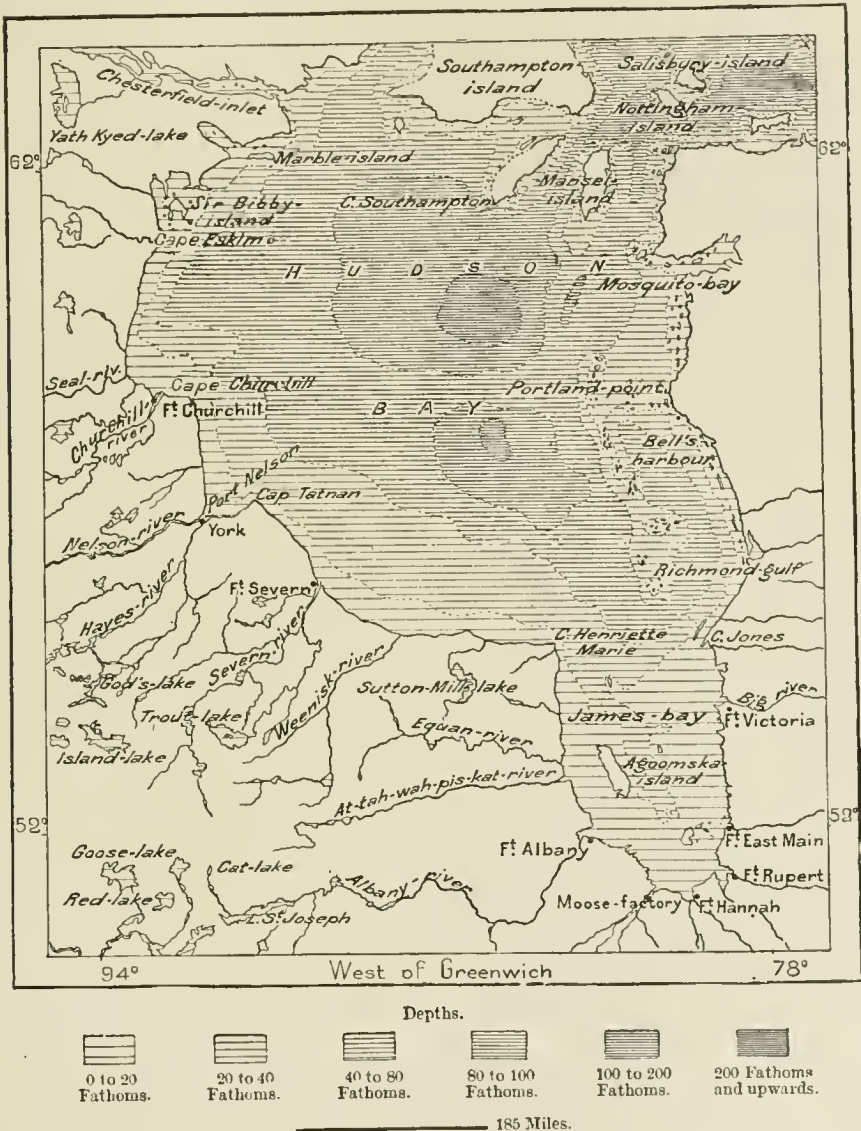 Southampton-
island
Salisbury-island
Chesterfield-inlet
Nottingham-
island
Yath Kyed-lake
62°
62°
Marble-island
Sir Bibby-
island
C. Southampton
Mansel-
island
Cape Eskimo
H U D S O N
Mosquito-bay
Seal-riv.
Cape Churchill
Portland-point
Ft. Churchill
Churchill-
river
B A Y
Bell's
harbour
Port Nelson
Cap Tatnan
Nelson-river
York
Richmond-gulf
Hayes-river
Ft. Severn
Severn-river
C. Henriette
Marie
C. Jones
God's-lake
Weenisk-river
Sutton-Mill-lake
Big river
Trout-lake
James-bay
Ft. Victoria
Island-lake
Equan-river
Agoomska-
island
At-tah-wah-pis-kat-river
52°
52°
Ft. East Main
Goose-lake
Ft. Albany
Cat-lake
Ft. Rupert
Red-lake
Albany-river
Moose-factory
Ft. Hannah
L. St. Joseph
94°
West of Greenwich
78°
Depths.
0 to 20
Fathoms.
20 to 40
Fathoms.
40 to 80
Fathoms.
80 to 100
Fathoms.
100 to 200
Fathoms.
200 Fathoms
and upwards.
185 Miles.